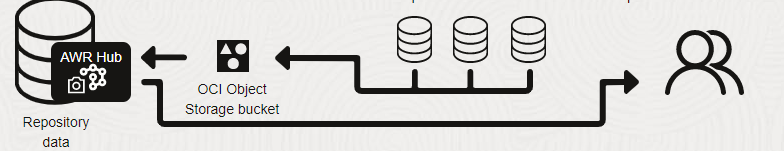 AWR Hub
OCI Object
Storage bucket
Repository
data